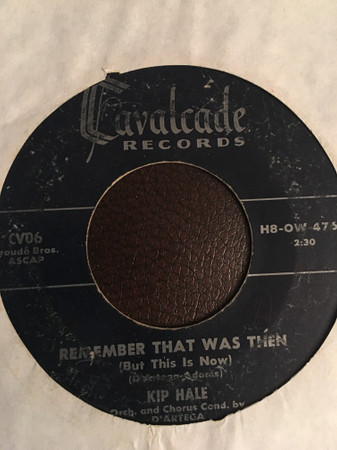 Cavalcade
RECORDS
CV06
H8-OW-475
Bros.
2:30
ASCAP
REMEMBER THAT WAS THEN
(But This Is Now)
KIP HALE
Orch. and Chorus Cond. by
D'ARTEGA